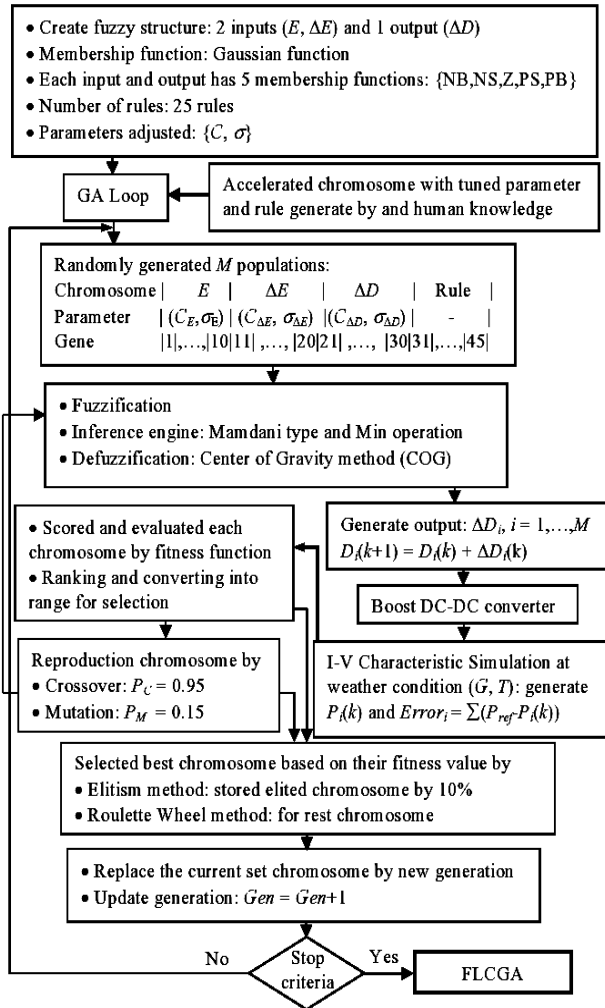 • Create fuzzy structure: 2 inputs (E, ΔE) and 1 output (ΔD)
• Membership function: Gaussian function
• Each input and output has 5 membership functions: {NB,NS,Z,PS,PB}
• Number of rules: 25 rules
• Parameters adjusted: {C, σ}
GA Loop
Accelerated chromosome with tuned parameter
and rule generate by and human knowledge
Randomly generated M populations:
Chromosome | E | ΔE | ΔD | Rule |
Parameter | (C_E,σ_E) | (C_ΔE, σ_ΔE) |(C_ΔD, σ_ΔD) | - |
Gene |1|,…,|10|11| ,…, |20|21| ,…, |30|31|,…,|45|
• Fuzzification
• Inference engine: Mamdani type and Min operation
• Defuzzification: Center of Gravity method (COG)
Generate output: ΔD_i, i = 1,…,M
D_i(k+1) = D_i(k) + ΔD_i(k)
• Scored and evaluated each
chromosome by fitness function
• Ranking and converting into
range for selection
Boost DC-DC converter
I-V Characteristic Simulation at
weather condition (G, T): generate
P_i(k) and Error_i = ∑(P_ref-P_i(k))
Reproduction chromosome by
• Crossover: P_C = 0.95
• Mutation: P_M = 0.15
Selected best chromosome based on their fitness value by
• Elitism method: stored elited chromosome by 10%
• Roulette Wheel method: for rest chromosome
• Replace the current set chromosome by new generation
• Update generation: Gen = Gen+1
No
Stop
criteria
Yes
FLCGA